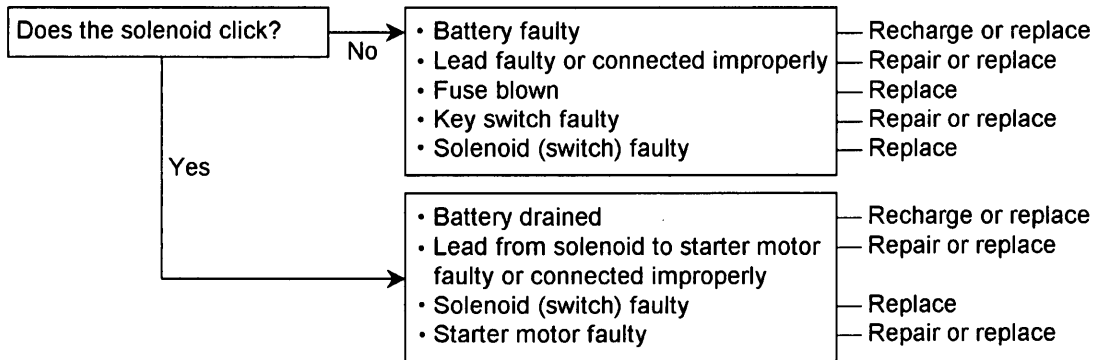 Does the solenoid click?
No
• Battery faulty — Recharge or replace
• Lead faulty or connected improperly — Repair or replace
• Fuse blown — Replace
• Key switch faulty — Repair or replace
• Solenoid (switch) faulty — Replace
Yes
• Battery drained — Recharge or replace
• Lead from solenoid to starter motor — Repair or replace
faulty or connected improperly
• Solenoid (switch) faulty — Replace
• Starter motor faulty — Repair or replace